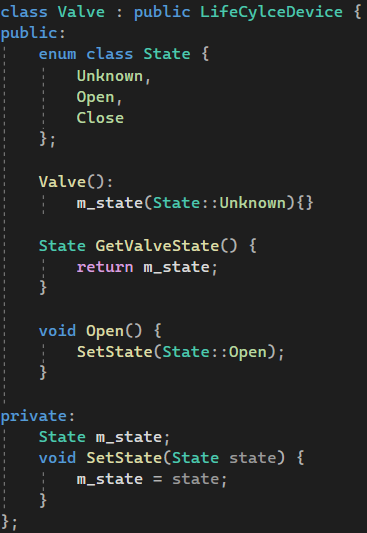 class Valve : public LifeCylceDevice {
public:
    enum class State {
        Unknown,
        Open,
        Close
    };

    Valve():
        m_state(State::Unknown){}

    State GetValveState() {
        return m_state;
    }

    void Open() {
        SetState(State::Open);
    }

private:
    State m_state;
    void SetState(State state) {
        m_state = state;
    }
};